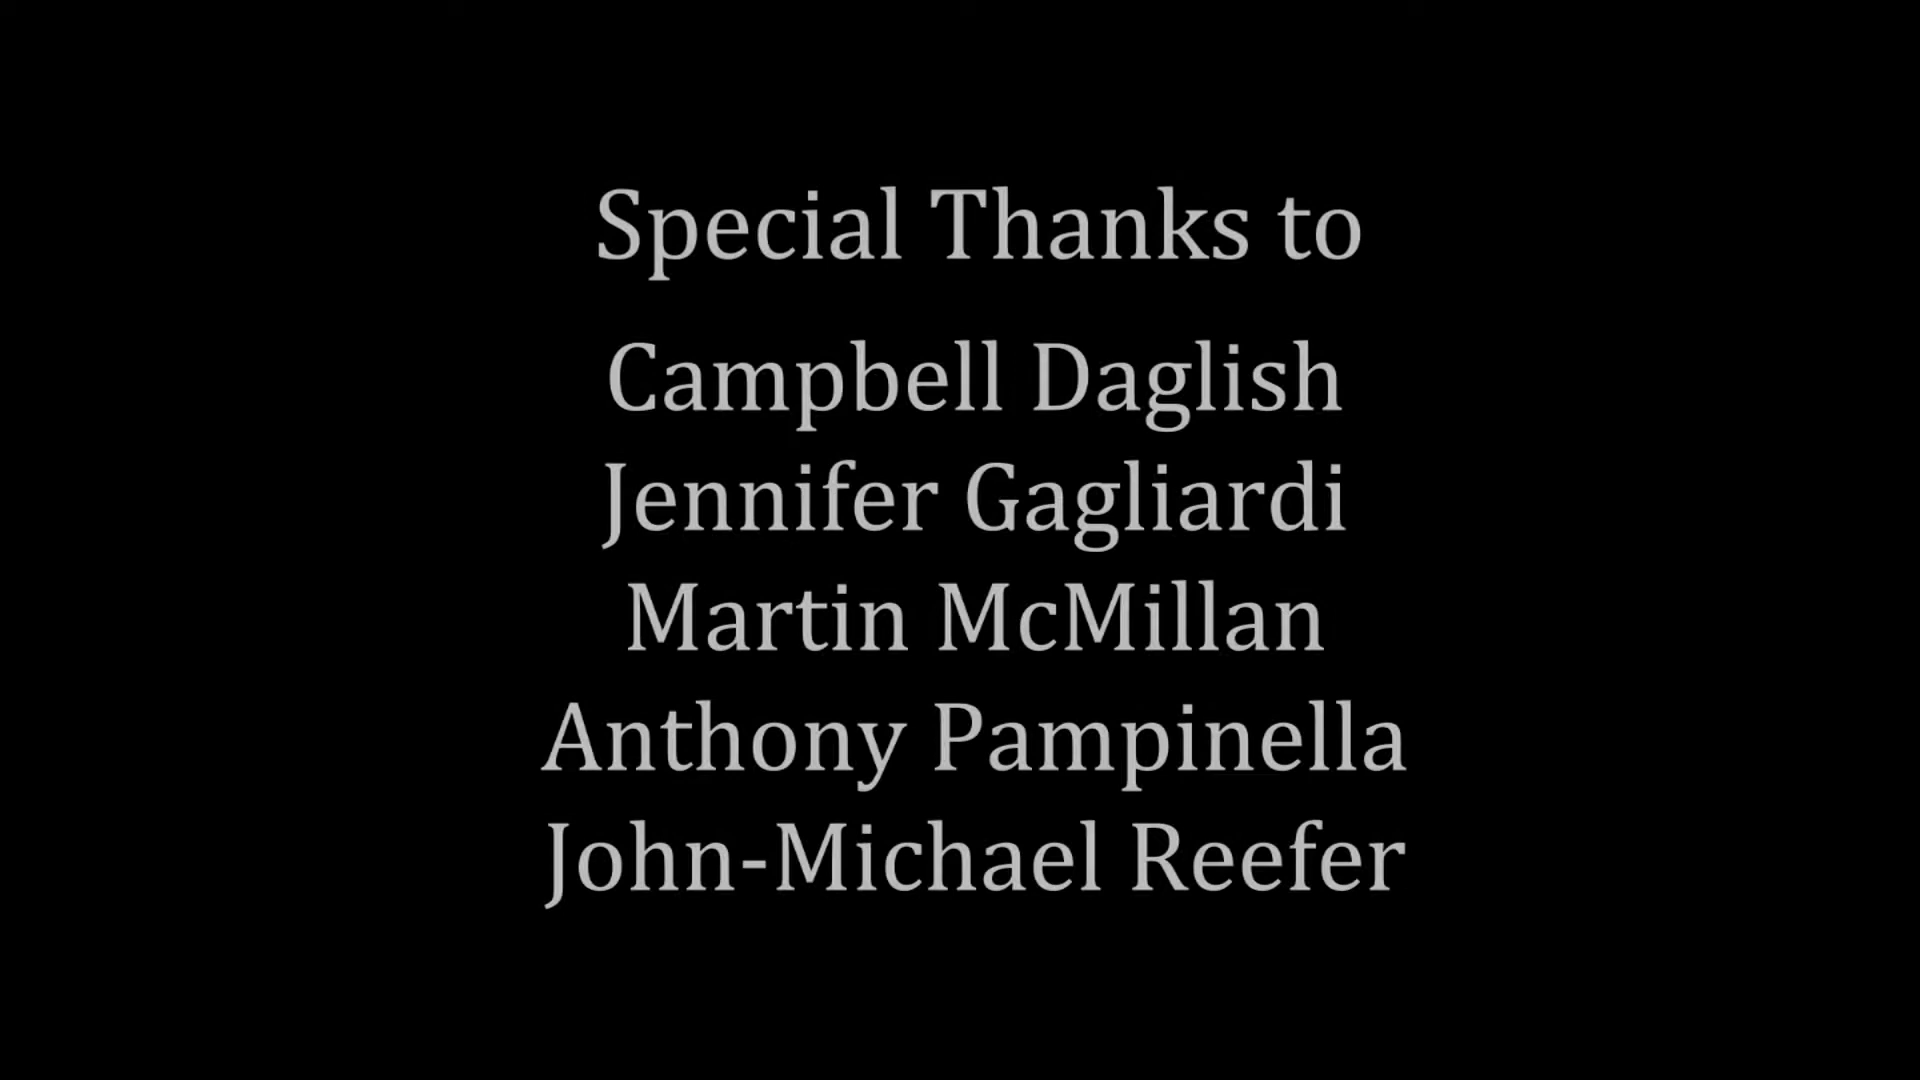 Special Thanks to
Campbell Daglish
Jennifer Gagliardi
Martin McMillan
Anthony Pampinella
John-Michael Reefer